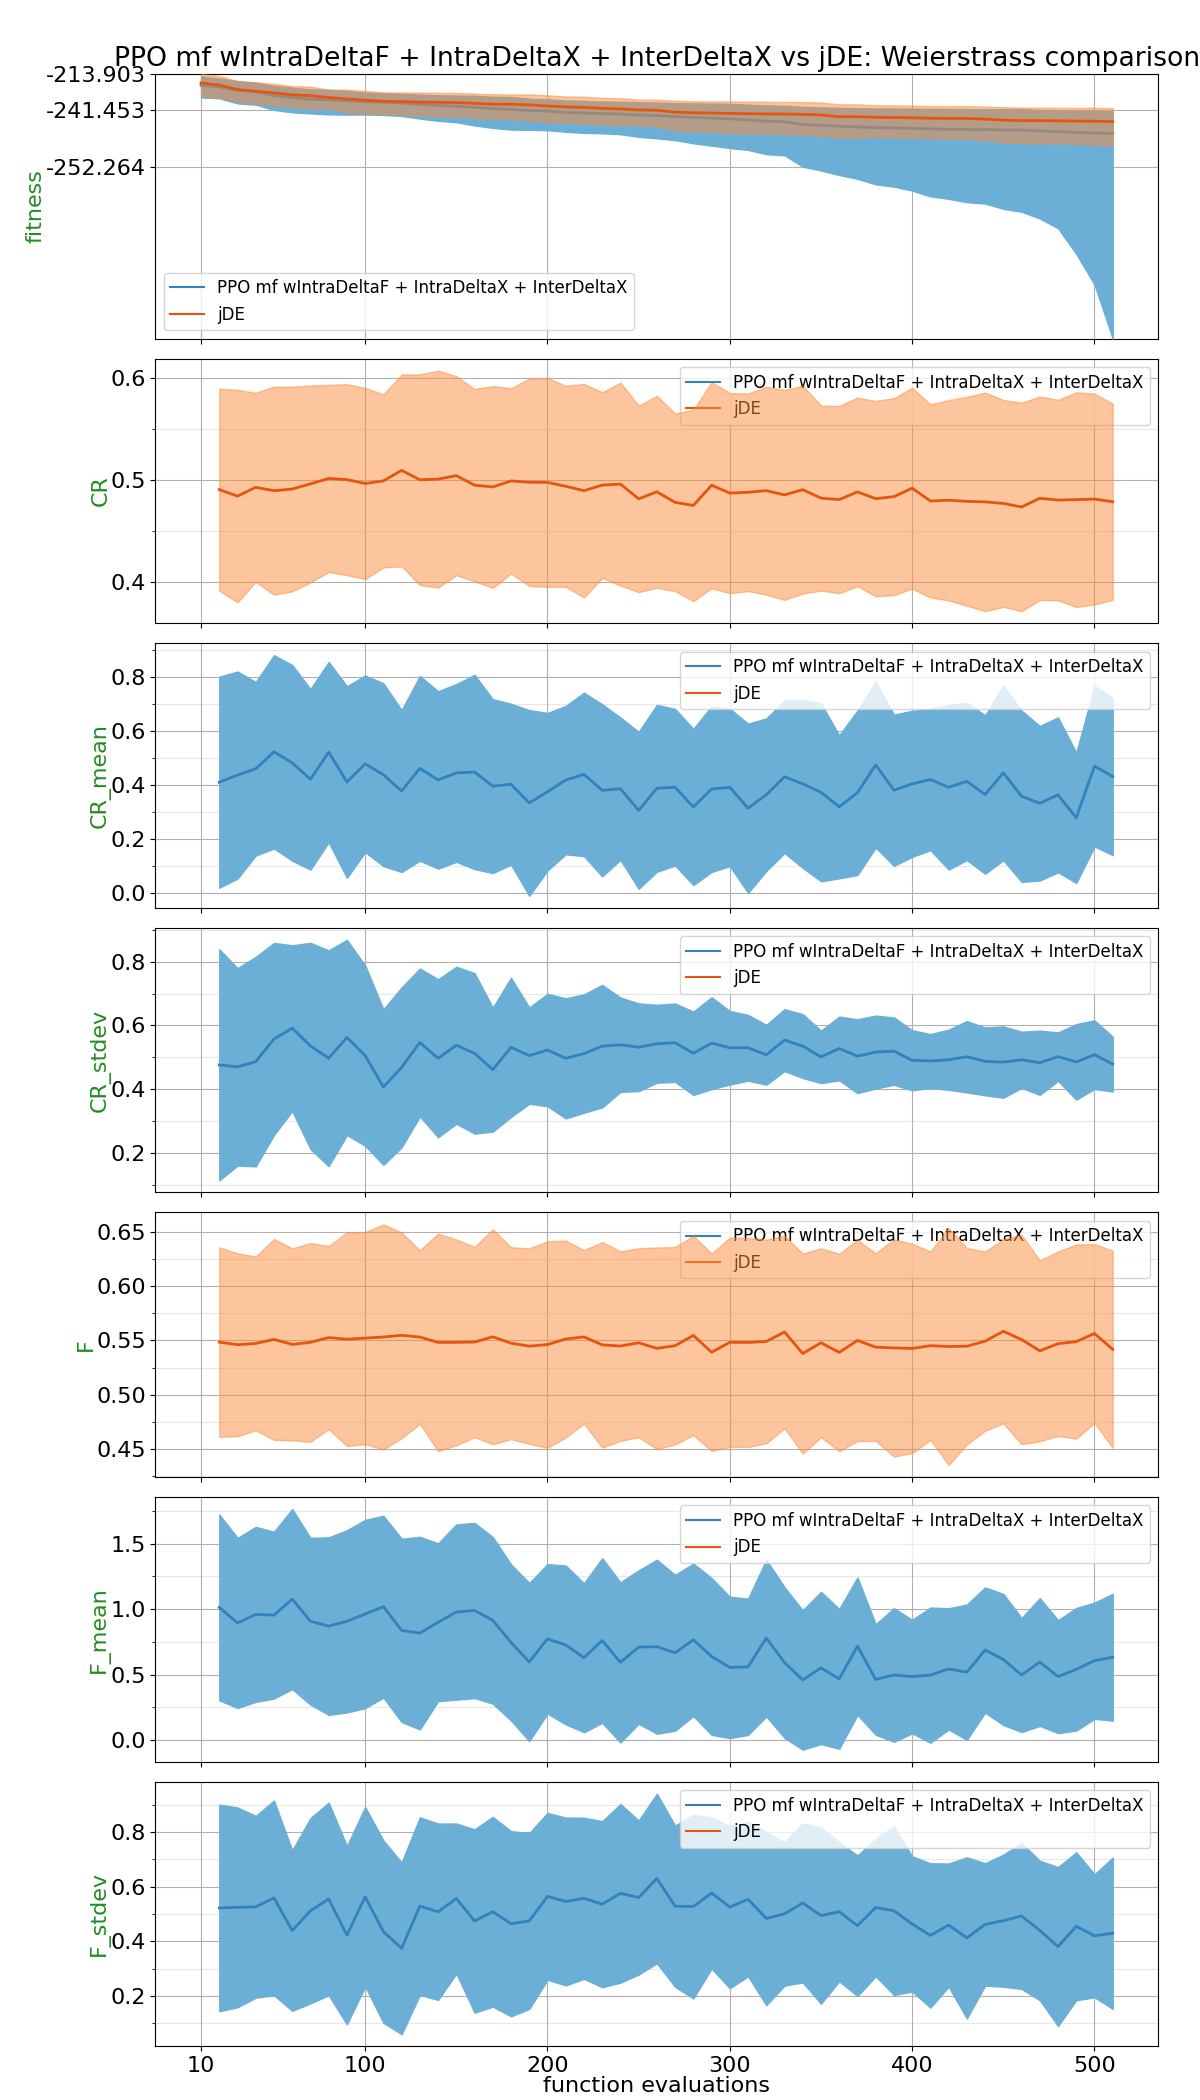 PPO mf wIntraDeltaF + IntraDeltaX + InterDeltaX vs jDE: Weierstrass comparison
-213.903
-241.453
-252.264
fitness
PPO mf wIntraDeltaF + IntraDeltaX + InterDeltaX
jDE
0.6
0.5
0.4
CR
PPO mf wIntraDeltaF + IntraDeltaX + InterDeltaX
jDE
0.8
0.6
0.4
0.2
0.0
CR_mean
PPO mf wIntraDeltaF + IntraDeltaX + InterDeltaX
jDE
0.8
0.6
0.4
0.2
CR_stdev
PPO mf wIntraDeltaF + IntraDeltaX + InterDeltaX
jDE
0.65
0.60
0.55
0.50
0.45
F
PPO mf wIntraDeltaF + IntraDeltaX + InterDeltaX
jDE
1.5
1.0
0.5
0.0
F_mean
PPO mf wIntraDeltaF + IntraDeltaX + InterDeltaX
jDE
0.8
0.6
0.4
0.2
F_stdev
PPO mf wIntraDeltaF + IntraDeltaX + InterDeltaX
jDE
10 100 200 300 400 500
function evaluations